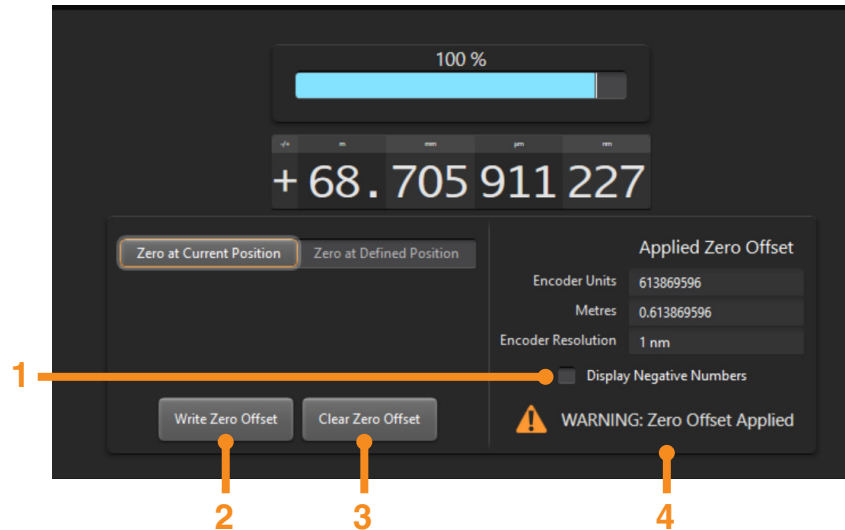 100 %
-/+ m mm µm nm
+ 68. 705 911 227
Zero at Current Position Zero at Defined Position
Applied Zero Offset
Encoder Units 613869596
Metres 0.613869596
Encoder Resolution 1 nm
1
Display Negative Numbers
Write Zero Offset Clear Zero Offset
WARNING: Zero Offset Applied
2 3 4